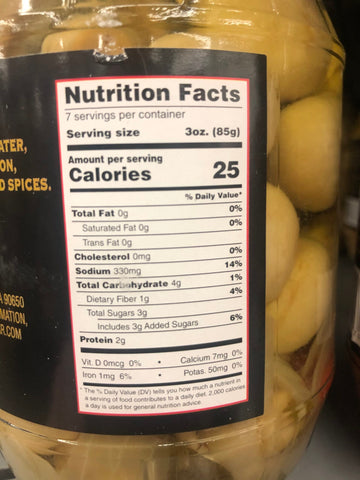 ATER,
ON,
D SPICES.
A 90650
MATION,
R.COM
Nutrition Facts
7 servings per container
Serving size 3oz. (85g)
Amount per serving
Calories 25
% Daily Value*
Total Fat 0g 0%
Saturated Fat 0g 0%
Trans Fat 0g
Cholesterol 0mg 0%
Sodium 330mg 14%
Total Carbohydrate 4g 1%
Dietary Fiber 1g 4%
Total Sugars 3g
Includes 3g Added Sugars 6%
Protein 2g
Vit. D 0mcg 0% • Calcium 7mg 0%
Iron 1mg 6% • Potas. 50mg 0%
* The % Daily Value (DV) tells you how much a nutrient in
a serving of food contributes to a daily diet. 2,000 calories
a day is used for general nutrition advice.